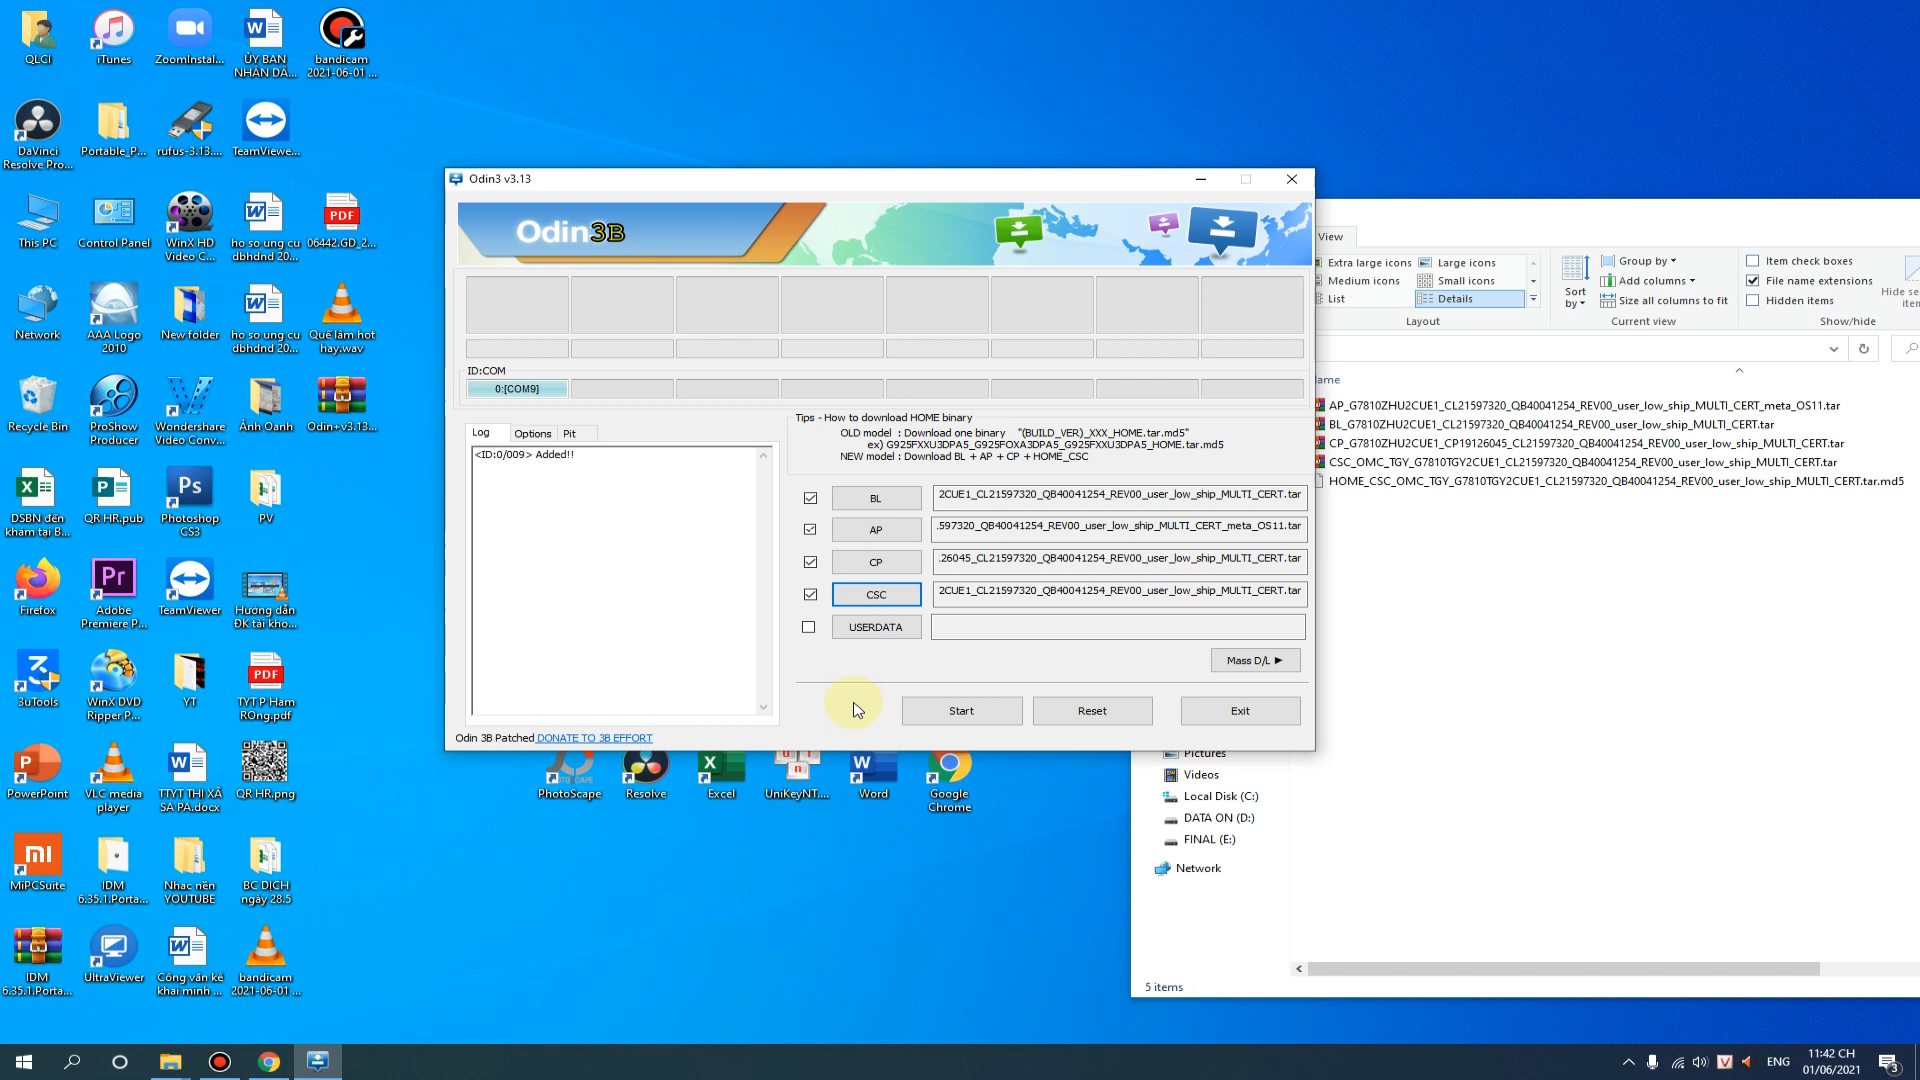 QLCI
iTunes
ZoomInstal...
ỦY BAN
NHÂN DÂ...
bandicam
2021-06-01 ...
DaVinci
Resolve Pro...
Portable_P...
rufus-3.13....
TeamViewe...
This PC
Control Panel
WinX HD
Video C...
ho so ung cu
dbhdnd 20...
06442.GD_2...
PDF
Network
AAA Logo
2010
New folder
ho so ung cu
dbhdnd 20...
Quế lâm hot
hay.wav
Recycle Bin
ProShow
Producer
Wondershare
Video Conv...
Ảnh Oanh
Odin+v3.13...
DSBN đến
khám tại B...
QR HR.pub
Photoshop
CS3
PV
Firefox
Adobe
Premiere P...
TeamViewer
Hướng dẫn
ĐK tài kho...
3uTools
WinX DVD
Ripper P...
YT
PDF
TYT P Ham
ROng.pdf
PowerPoint
VLC media
player
TTYT THỊ XÃ
SA PA.docx
QR HR.png
MiPCSuite
IDM
6.35.1.Porta...
Nhac nền
YOUTUBE
BC DICH
ngày 28.5
IDM
6.35.1.Porta...
UltraViewer
Công văn kê
khai minh ...
bandicam
2021-06-01 ...
PhotoScape
Resolve
Excel
UniKeyNT....
Word
Google
Chrome
Odin3 v3.13
Odin3B
ID:COM
0:[COM9]
Log
Options
Pit
<ID:0/009> Added!!
Tips - How to download HOME binary
OLD model : Download one binary "(BUILD_VER)_XXX_HOME.tar.md5"
ex) G925FXXU3DPA5_G925FOXA3DPA5_G925FXXU3DPA5_HOME.tar.md5
NEW model : Download BL + AP + CP + HOME_CSC
BL
2CUE1_CL21597320_QB40041254_REV00_user_low_ship_MULTI_CERT.tar
AP
.597320_QB40041254_REV00_user_low_ship_MULTI_CERT_meta_OS11.tar
CP
.26045_CL21597320_QB40041254_REV00_user_low_ship_MULTI_CERT.tar
CSC
2CUE1_CL21597320_QB40041254_REV00_user_low_ship_MULTI_CERT.tar
USERDATA
Mass D/L ►
Start
Reset
Exit
Odin 3B Patched DONATE TO 3B EFFORT
View
Extra large icons
Large icons
Medium icons
Small icons
List
Details
Layout
Sort
by
Group by
Add columns
Size all columns to fit
Current view
Item check boxes
File name extensions
Hidden items
Hide se
Show/hide
ame
AP_G7810ZHU2CUE1_CL21597320_QB40041254_REV00_user_low_ship_MULTI_CERT_meta_OS11.tar
BL_G7810ZHU2CUE1_CL21597320_QB40041254_REV00_user_low_ship_MULTI_CERT.tar
CP_G7810ZHU2CUE1_CP19126045_CL21597320_QB40041254_REV00_user_low_ship_MULTI_CERT.tar
CSC_OMC_TGY_G7810TGY2CUE1_CL21597320_QB40041254_REV00_user_low_ship_MULTI_CERT.tar
HOME_CSC_OMC_TGY_G7810TGY2CUE1_CL21597320_QB40041254_REV00_user_low_ship_MULTI_CERT.tar.md5
Pictures
Videos
Local Disk (C:)
DATA ON (D:)
FINAL (E:)
Network
5 items
ENG
11:42 CH
01/06/2021
3